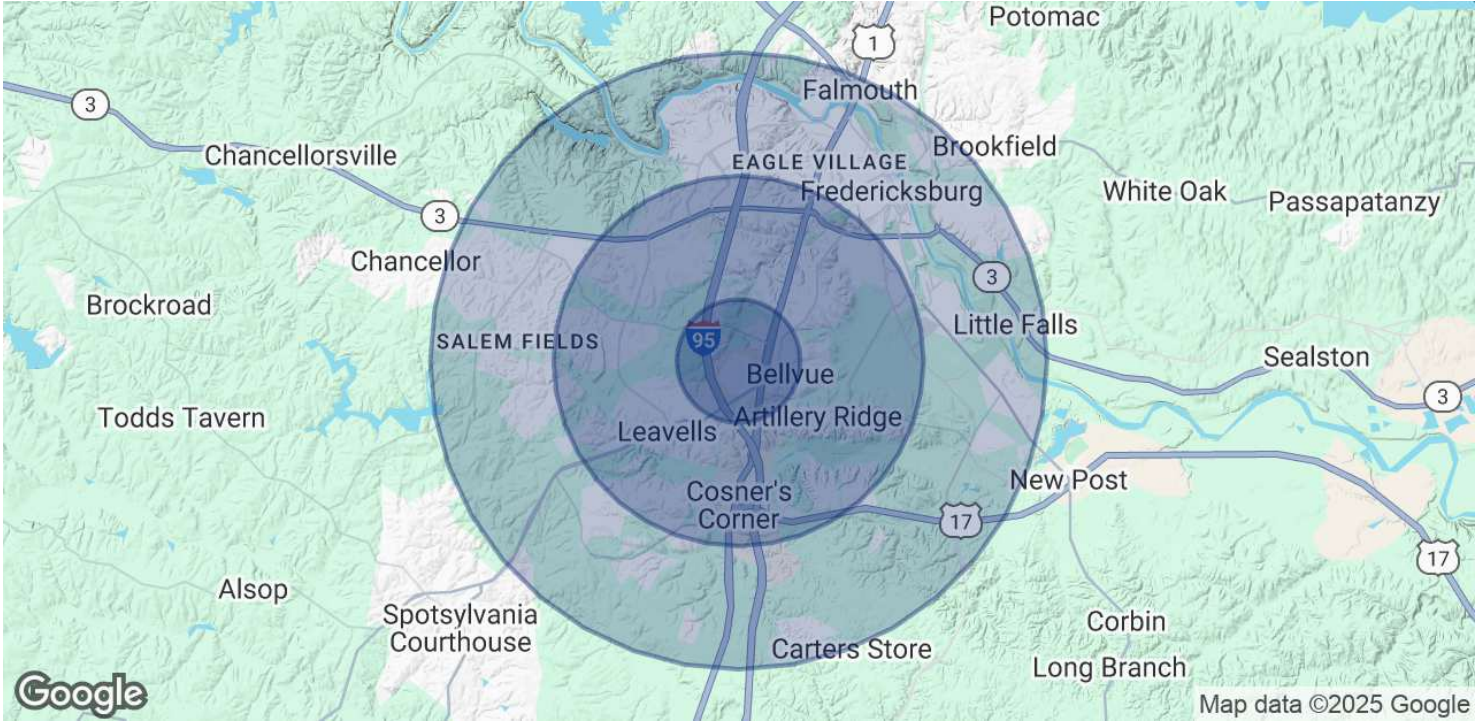 Potomac
1
Falmouth
3
Chancellorsville
EAGLE VILLAGE
Brookfield
Fredericksburg
White Oak
Passapatanzy
3
Chancellor
3
Brockroad
Little Falls
SALEM FIELDS
95
Sealston
Bellvue
3
Todds Tavern
Artillery Ridge
Leavells
New Post
Cosner's
Corner
17
17
Alsop
Spotsylvania
Courthouse
Corbin
Carters Store
Long Branch
Google
Map data ©2025 Google